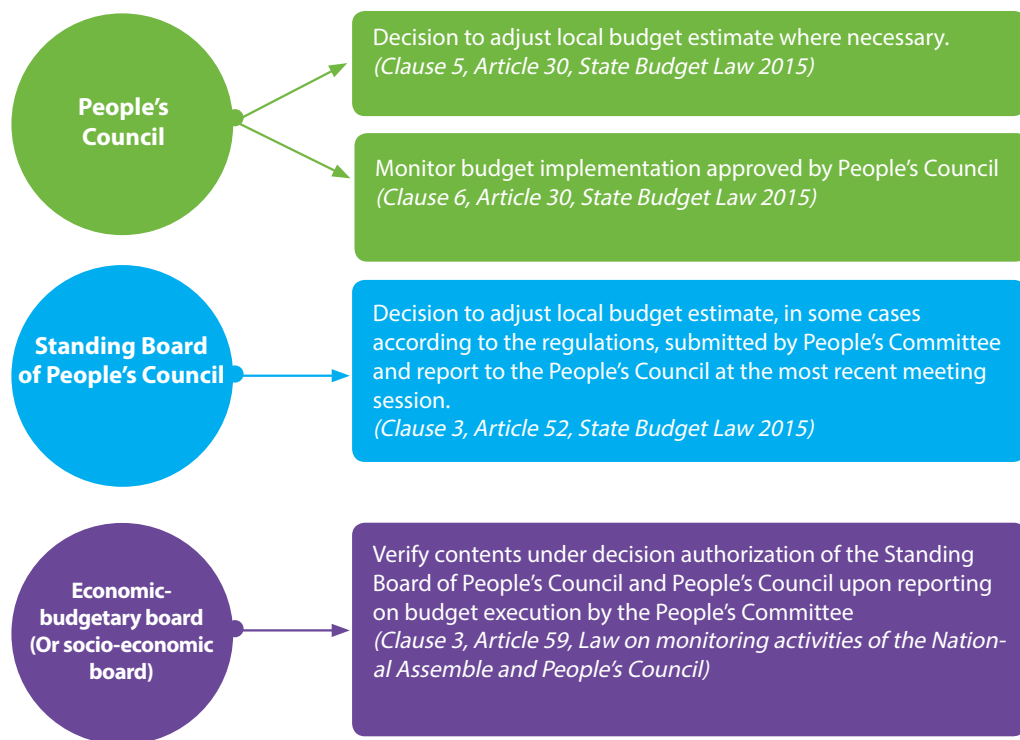 People’s
Council
Decision to adjust local budget estimate where necessary.
(Clause 5, Article 30, State Budget Law 2015)
Monitor budget implementation approved by People’s Council
(Clause 6, Article 30, State Budget Law 2015)
Standing Board
of People’s Council
Decision to adjust local budget estimate, in some cases
according to the regulations, submitted by People’s Committee
and report to the People’s Council at the most recent meeting
session.
(Clause 3, Article 52, State Budget Law 2015)
Economic-
budgetary board
(Or socio-economic
board)
Verify contents under decision authorization of the Standing
Board of People’s Council and People’s Council upon reporting
on budget execution by the People’s Committee
(Clause 3, Article 59, Law on monitoring activities of the Nation-
al Assemble and People’s Council)